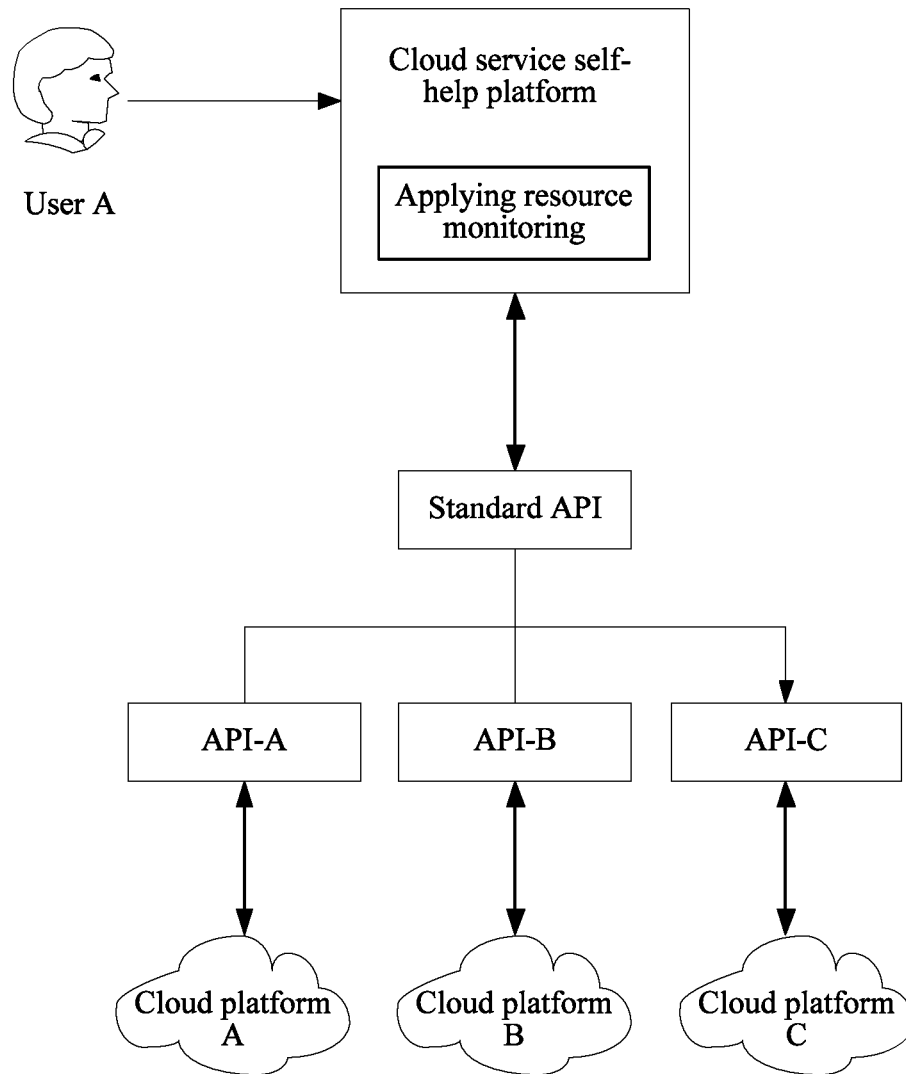 Cloud service self-
help platform
User A
Applying resource
monitoring
Standard API
API-A
API-B
API-C
Cloud platform
A
Cloud platform
B
Cloud platform
C